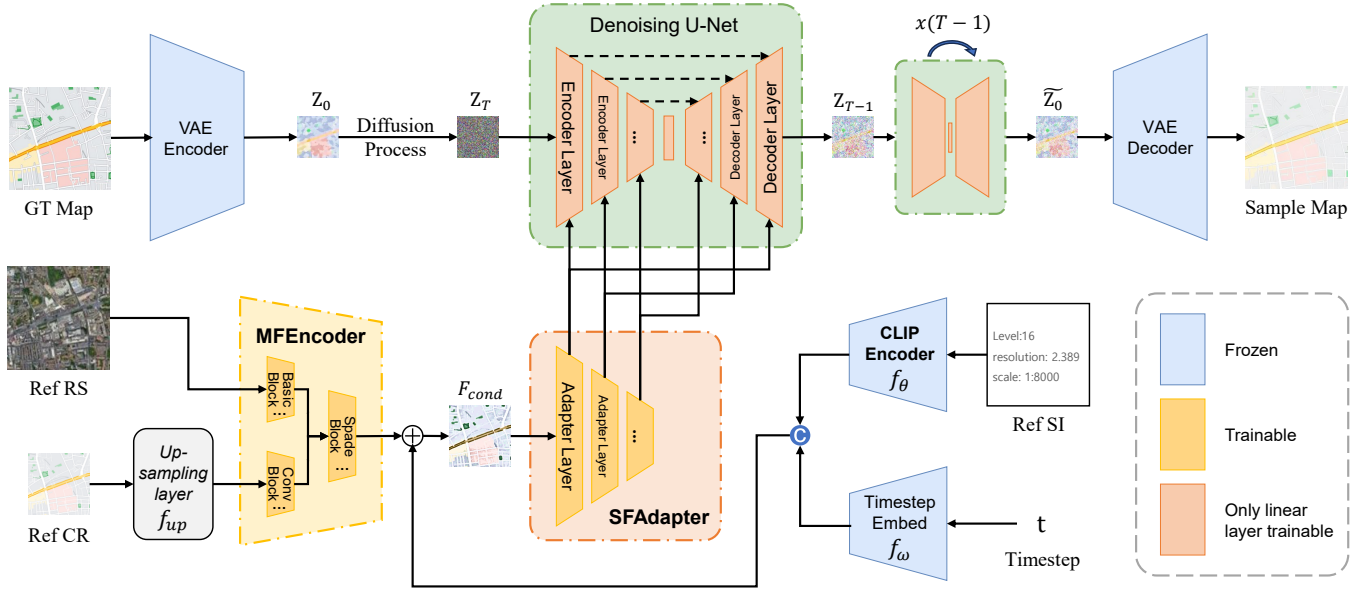 Denoising U-Net
x(T − 1)
GT Map
VAE
Encoder
Z0
Diffusion
Process
ZT
Encoder Layer
Encoder Layer
...
...
Decoder Layer
Decoder Layer
ZT−1
Z̃0
VAE
Decoder
Sample Map
Ref RS
MFEncoder
Basic
Block
...
Conv
Block
...
Spade
Block
...
Ref CR
Up-
sampling
layer
fup
Fcond
Adapter Layer
Adapter Layer
...
SFAdapter
CLIP
Encoder
fθ
Level:16
resolution: 2.389
scale: 1:8000
Ref SI
C
Timestep
Embed
fω
t
Timestep
Frozen
Trainable
Only linear
layer trainable